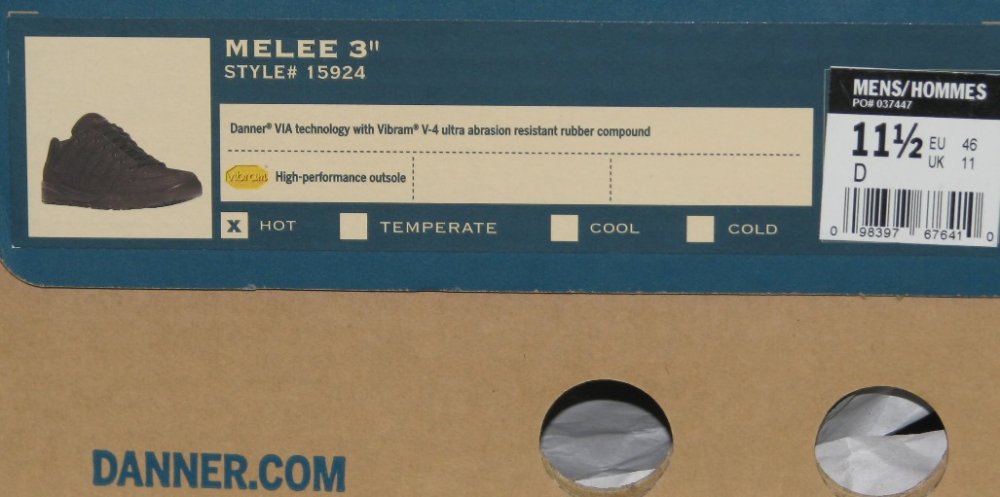 MELEE 3"
STYLE# 15924
Danner® VIA technology with Vibram® V-4 ultra abrasion resistant rubber compound
vibram High-performance outsole
X HOT TEMPERATE COOL COLD
MENS/HOMMES
PO# 037447
11½ EU 46
D UK 11
0 98397 67641 0
DANNER.COM